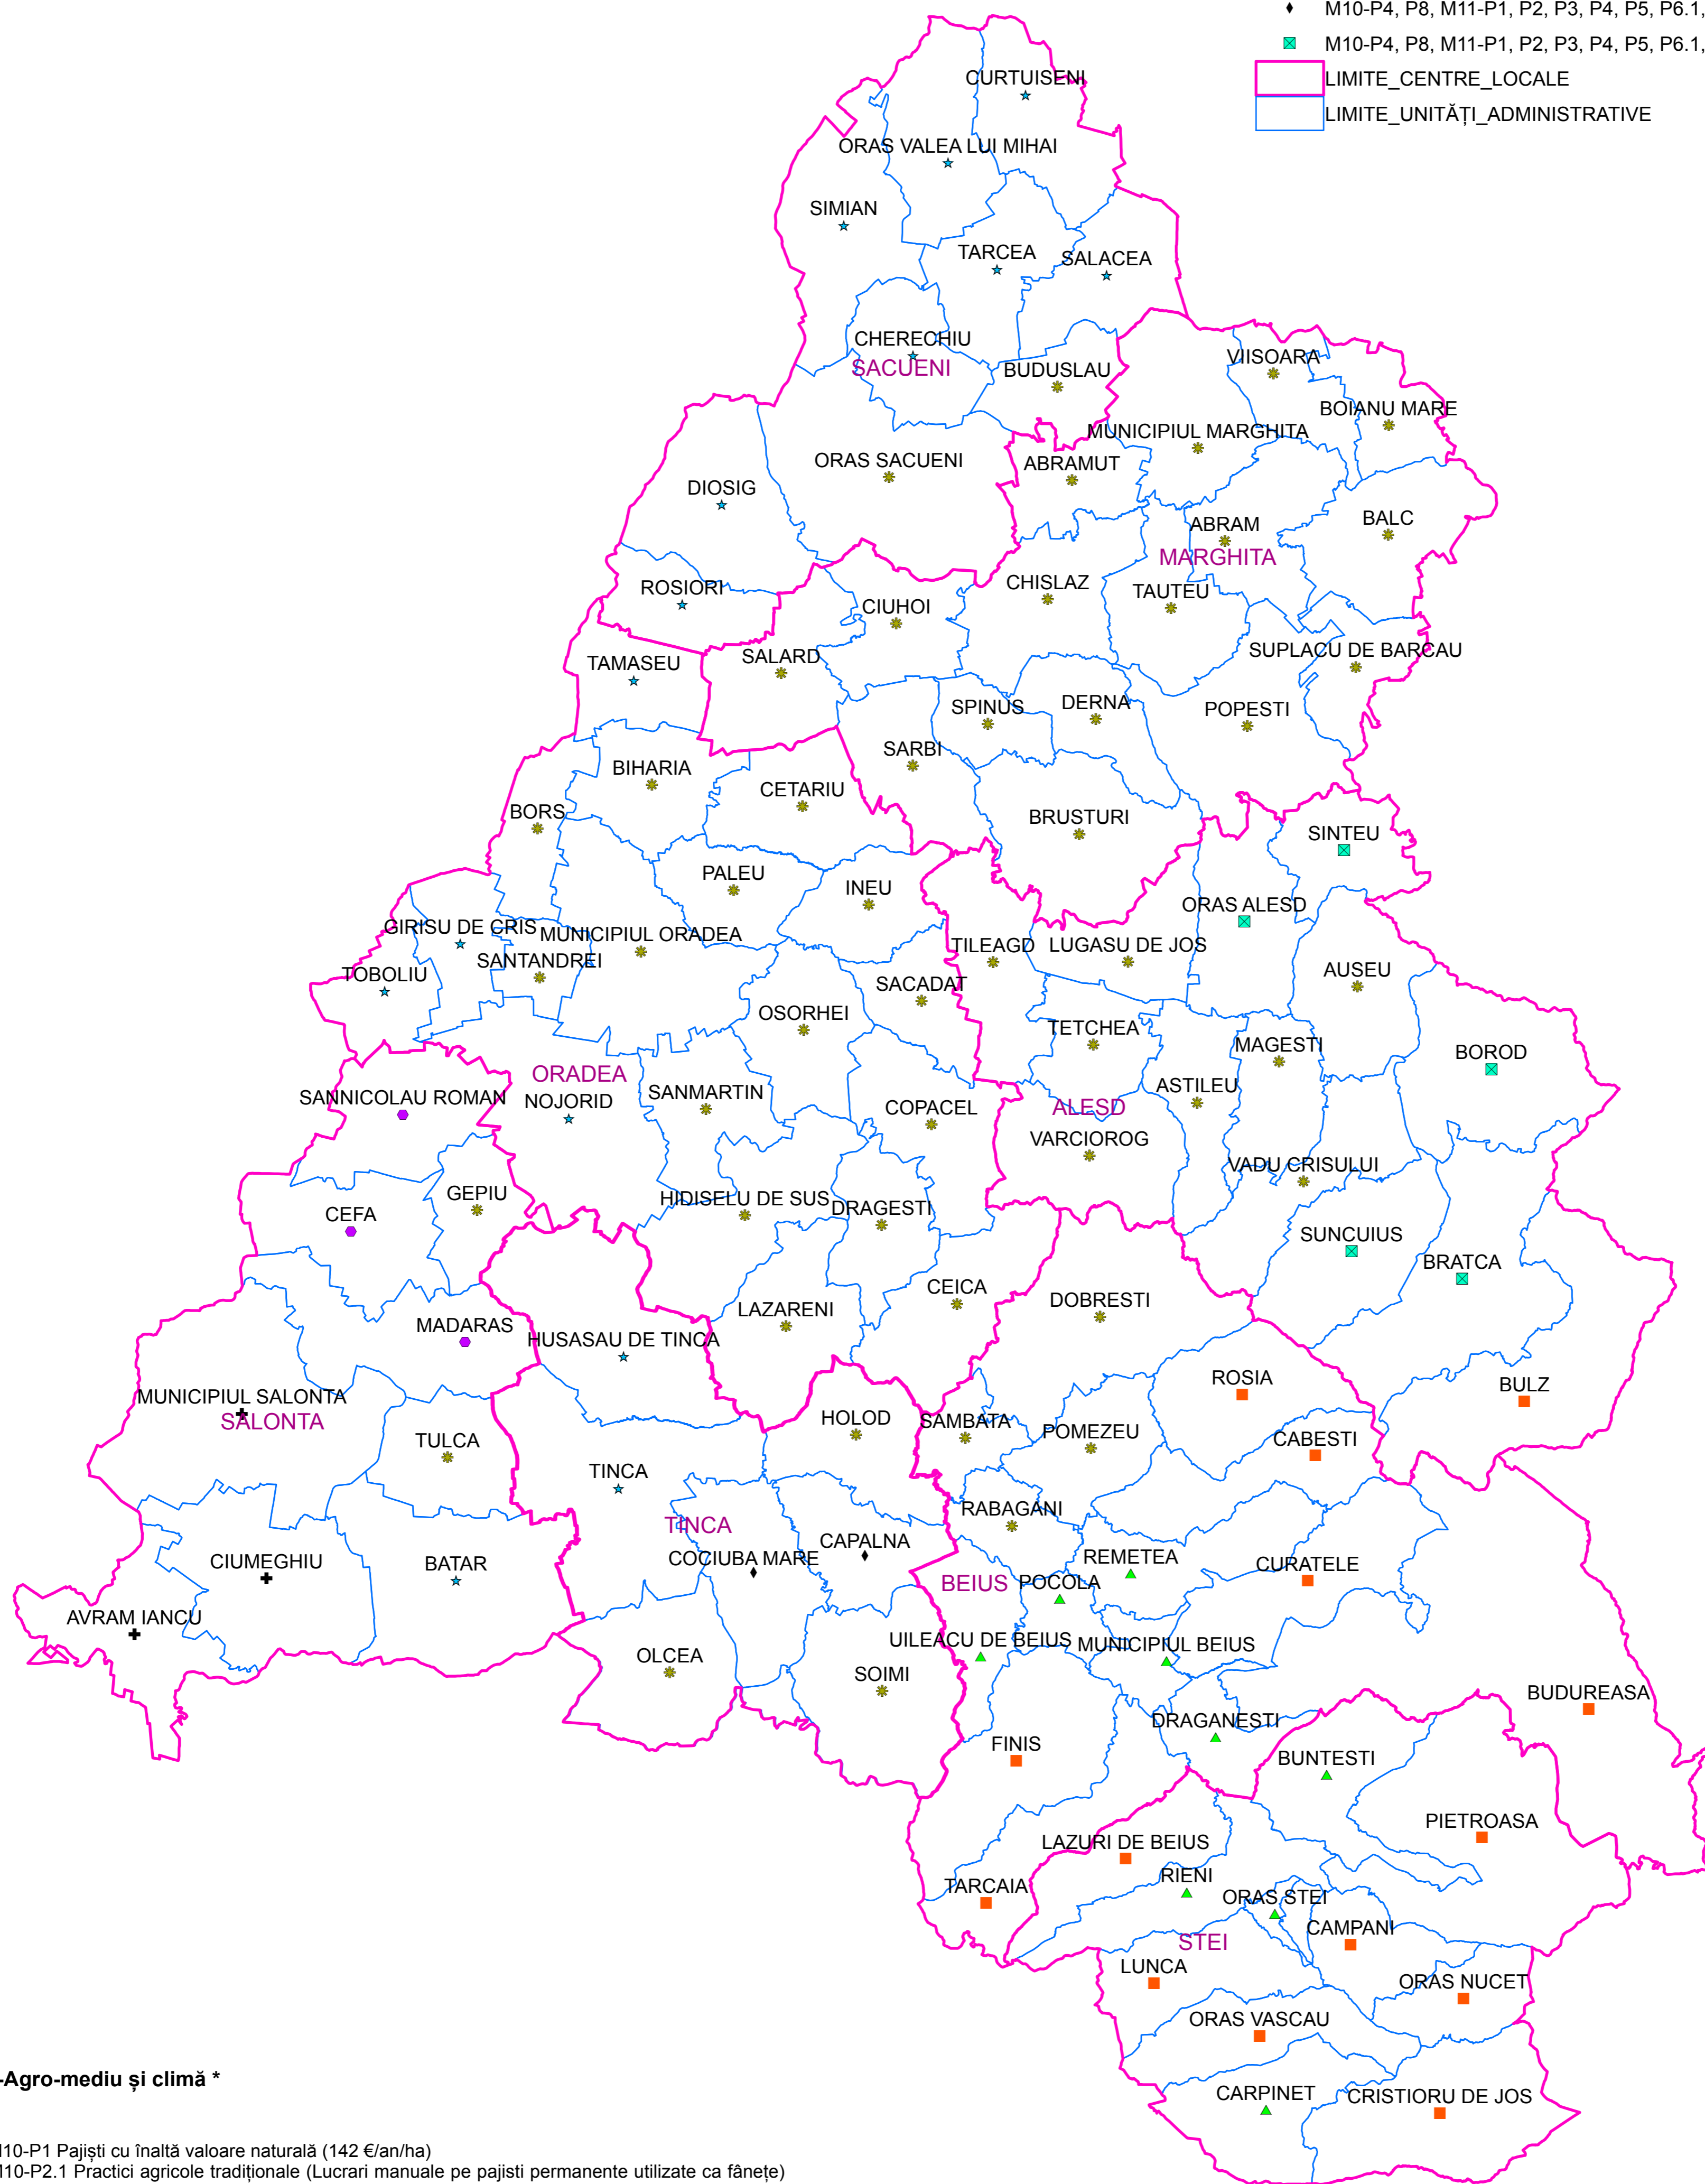 M10-P4, P8, M11-P1, P2, P3, P4, P5, P6.1,
M10-P4, P8, M11-P1, P2, P3, P4, P5, P6.1,
LIMITE_CENTRE_LOCALE
LIMITE_UNITĂȚI_ADMINISTRATIVE
CURTUISENI
ORAS VALEA LUI MIHAI
SIMIAN
TARCEA
SALACEA
CHERECHIU
SACUENI
BUDUSLAU
VIISOARA
BOIANU MARE
MUNICIPIUL MARGHITA
ORAS SACUENI
ABRAMUT
DIOSIG
ABRAM
BALC
MARGHITA
ROSIORI
CIUHOI
CHISLAZ
TAUTEU
SUPLACU DE BARCAU
TAMASEU
SALARD
SPINUS
DERNA
POPESTI
SARBI
BIHARIA
CETARIU
BORS
BRUSTURI
SINTEU
PALEU
INEU
ORAS ALESD
GIRISU DE CRIS
MUNICIPIUL ORADEA
TILEAGD
LUGASU DE JOS
SANTANDREI
TOBOLIU
SACADAT
AUSEU
OSORHEI
TETCHEA
MAGESTI
BOROD
ORADEA
SANNICOLAU ROMAN
NOJORID
SANMARTIN
COPACEL
ALESD
ASTILEU
VARCIOROG
VADU CRISULUI
GEPIU
HIDISELU DE SUS
DRAGESTI
CEFA
SUNCUIUS
BRATCA
CEICA
DOBRESTI
LAZARENI
MADARAS
HUSASAU DE TINCA
ROSIA
BULZ
MUNICIPIUL SALONTA
SALONTA
HOLOD
SAMBATA
POMEZEU
CABESTI
TULCA
TINCA
RABAGANI
TINCA
CAPALNA
COCIUBA MARE
REMETEA
CURATELE
CIUMEGHIU
BATAR
BEIUS
POCOLA
AVRAM IANCU
UILEACU DE BEIUS
MUNICIPIUL BEIUS
OLCEA
SOIMI
BUDUREASA
DRAGANESTI
FINIS
BUNTESTI
PIETROASA
LAZURI DE BEIUS
RIENI
TARCAIA
ORAS STEI
CAMPANI
STEI
LUNCA
ORAS NUCET
ORAS VASCAU
CARPINET
CRISTIORU DE JOS
-Agro-mediu și climă *
M10-P1 Pajiști cu înaltă valoare naturală (142 €/an/ha)
M10-P2.1 Practici agricole tradiționale (Lucrari manuale pe pajisti permanente utilizate ca fânețe)